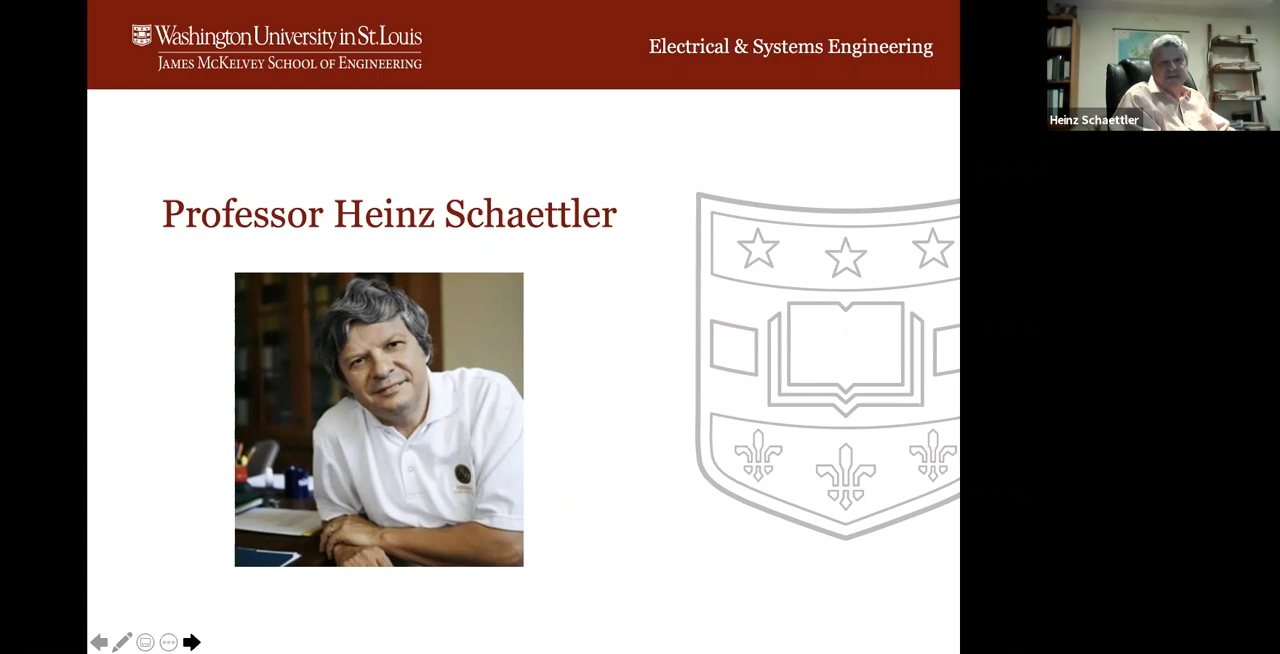 Washington University in St. Louis
JAMES MCKELVEY SCHOOL OF ENGINEERING
Electrical & Systems Engineering
Heinz Schaettler
Professor Heinz Schaettler